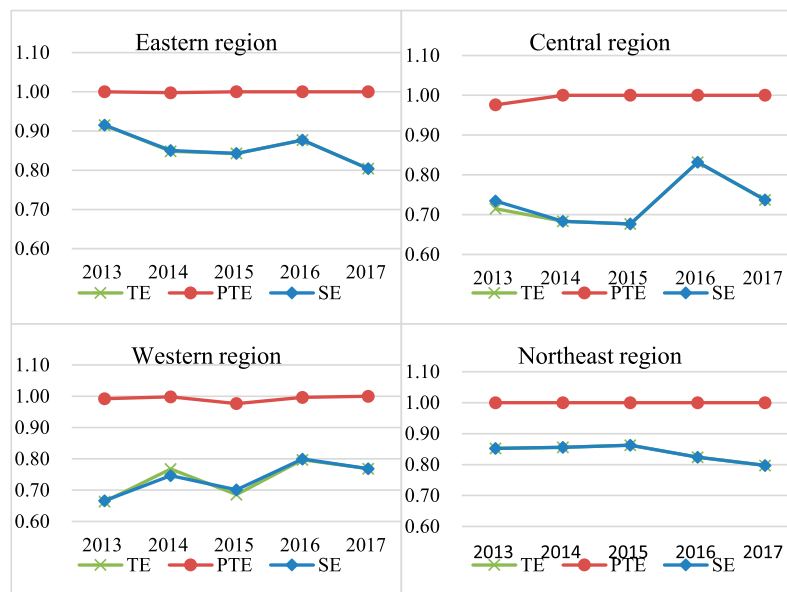 Eastern region
1.10
1.00
0.90
0.80
0.70
0.60
2013 2014 2015 2016 2017
TE PTE SE
Central region
1.10
1.00
0.90
0.80
0.70
0.60
2013 2014 2015 2016 2017
TE PTE SE
Western region
1.10
1.00
0.90
0.80
0.70
0.60
2013 2014 2015 2016 2017
TE PTE SE
Northeast region
1.10
1.00
0.90
0.80
0.70
0.60
2013 2014 2015 2016 2017
TE PTE SE